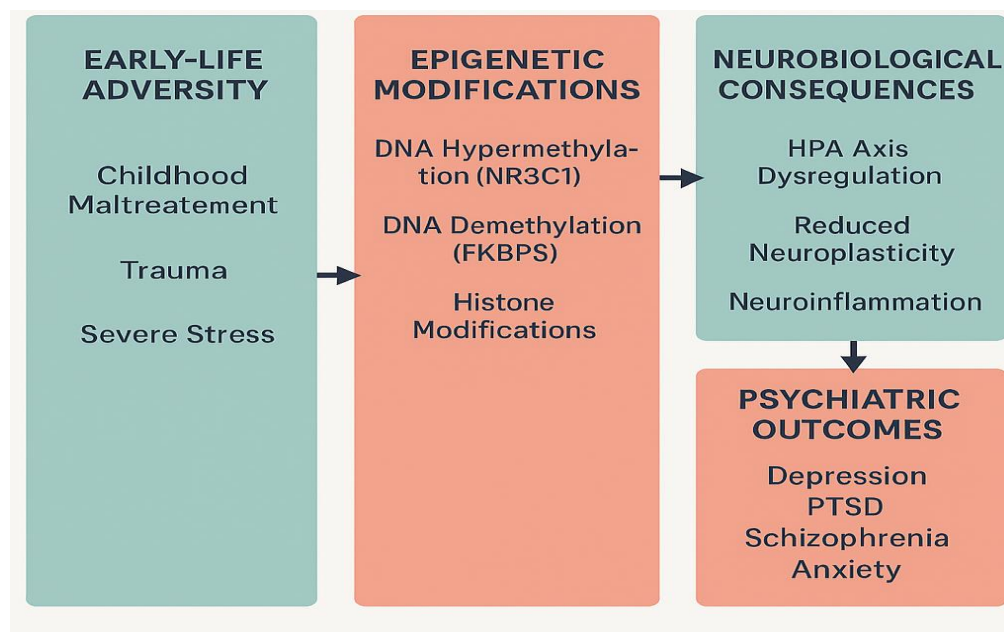 EARLY-LIFE
ADVERSITY
Childhood
Maltreatement
Trauma
Severe Stress
EPIGENETIC
MODIFICATIONS
DNA Hypermethyla-
tion (NR3C1)
DNA Demethylation
(FKBPS)
Histone
Modifications
NEUROBIOLOGICAL
CONSEQUENCES
HPA Axis
Dysregulation
Reduced
Neuroplasticity
Neuroinflammation
PSYCHIATRIC
OUTCOMES
Depression
PTSD
Schizophrenia
Anxiety